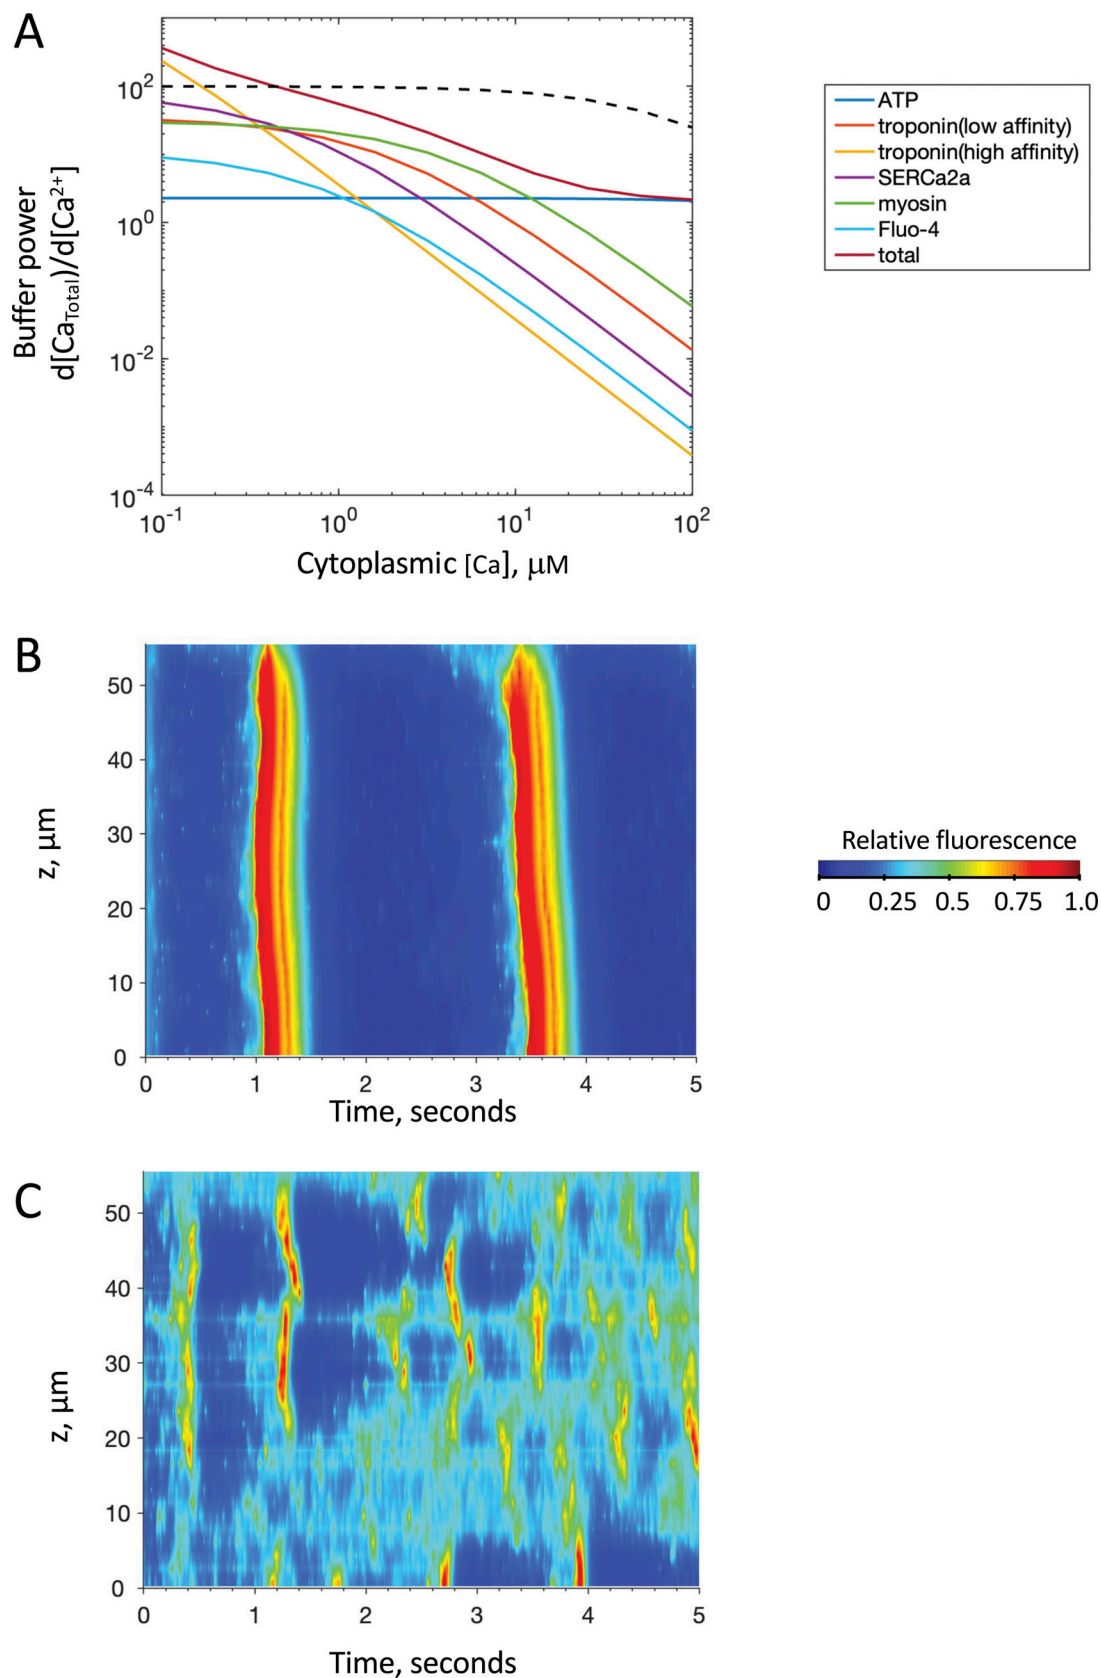 A
Buffer power
d[Ca_Total)/d[Ca²⁺]
10²
10⁰
10⁻²
10⁻⁴
10⁻¹ 10⁰ 10¹ 10²
Cytoplasmic [Ca], µM
ATP
troponin(low affinity)
troponin(high affinity)
SERCa2a
myosin
Fluo-4
total
B
z, µm
50
40
30
20
10
0
0 1 2 3 4 5
Time, seconds
Relative fluorescence
0 0.25 0.5 0.75 1.0
C
z, µm
50
40
30
20
10
0
0 1 2 3 4 5
Time, seconds